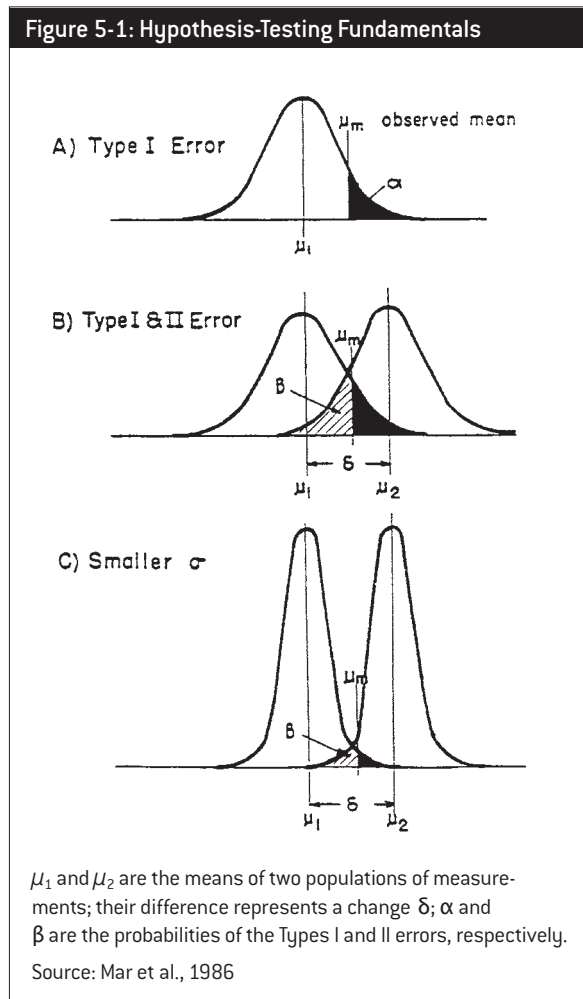 Figure 5-1: Hypothesis-Testing Fundamentals
A) Type I Error
μm observed mean
α
μ1
B) Type I & II Error
μm
β
δ
μ1 μ2
C) Smaller σ
μm
β
δ
μ1 μ2
μ1 and μ2 are the means of two populations of measure-
ments; their difference represents a change δ; α and
β are the probabilities of the Types I and II errors, respectively.
Source: Mar et al., 1986